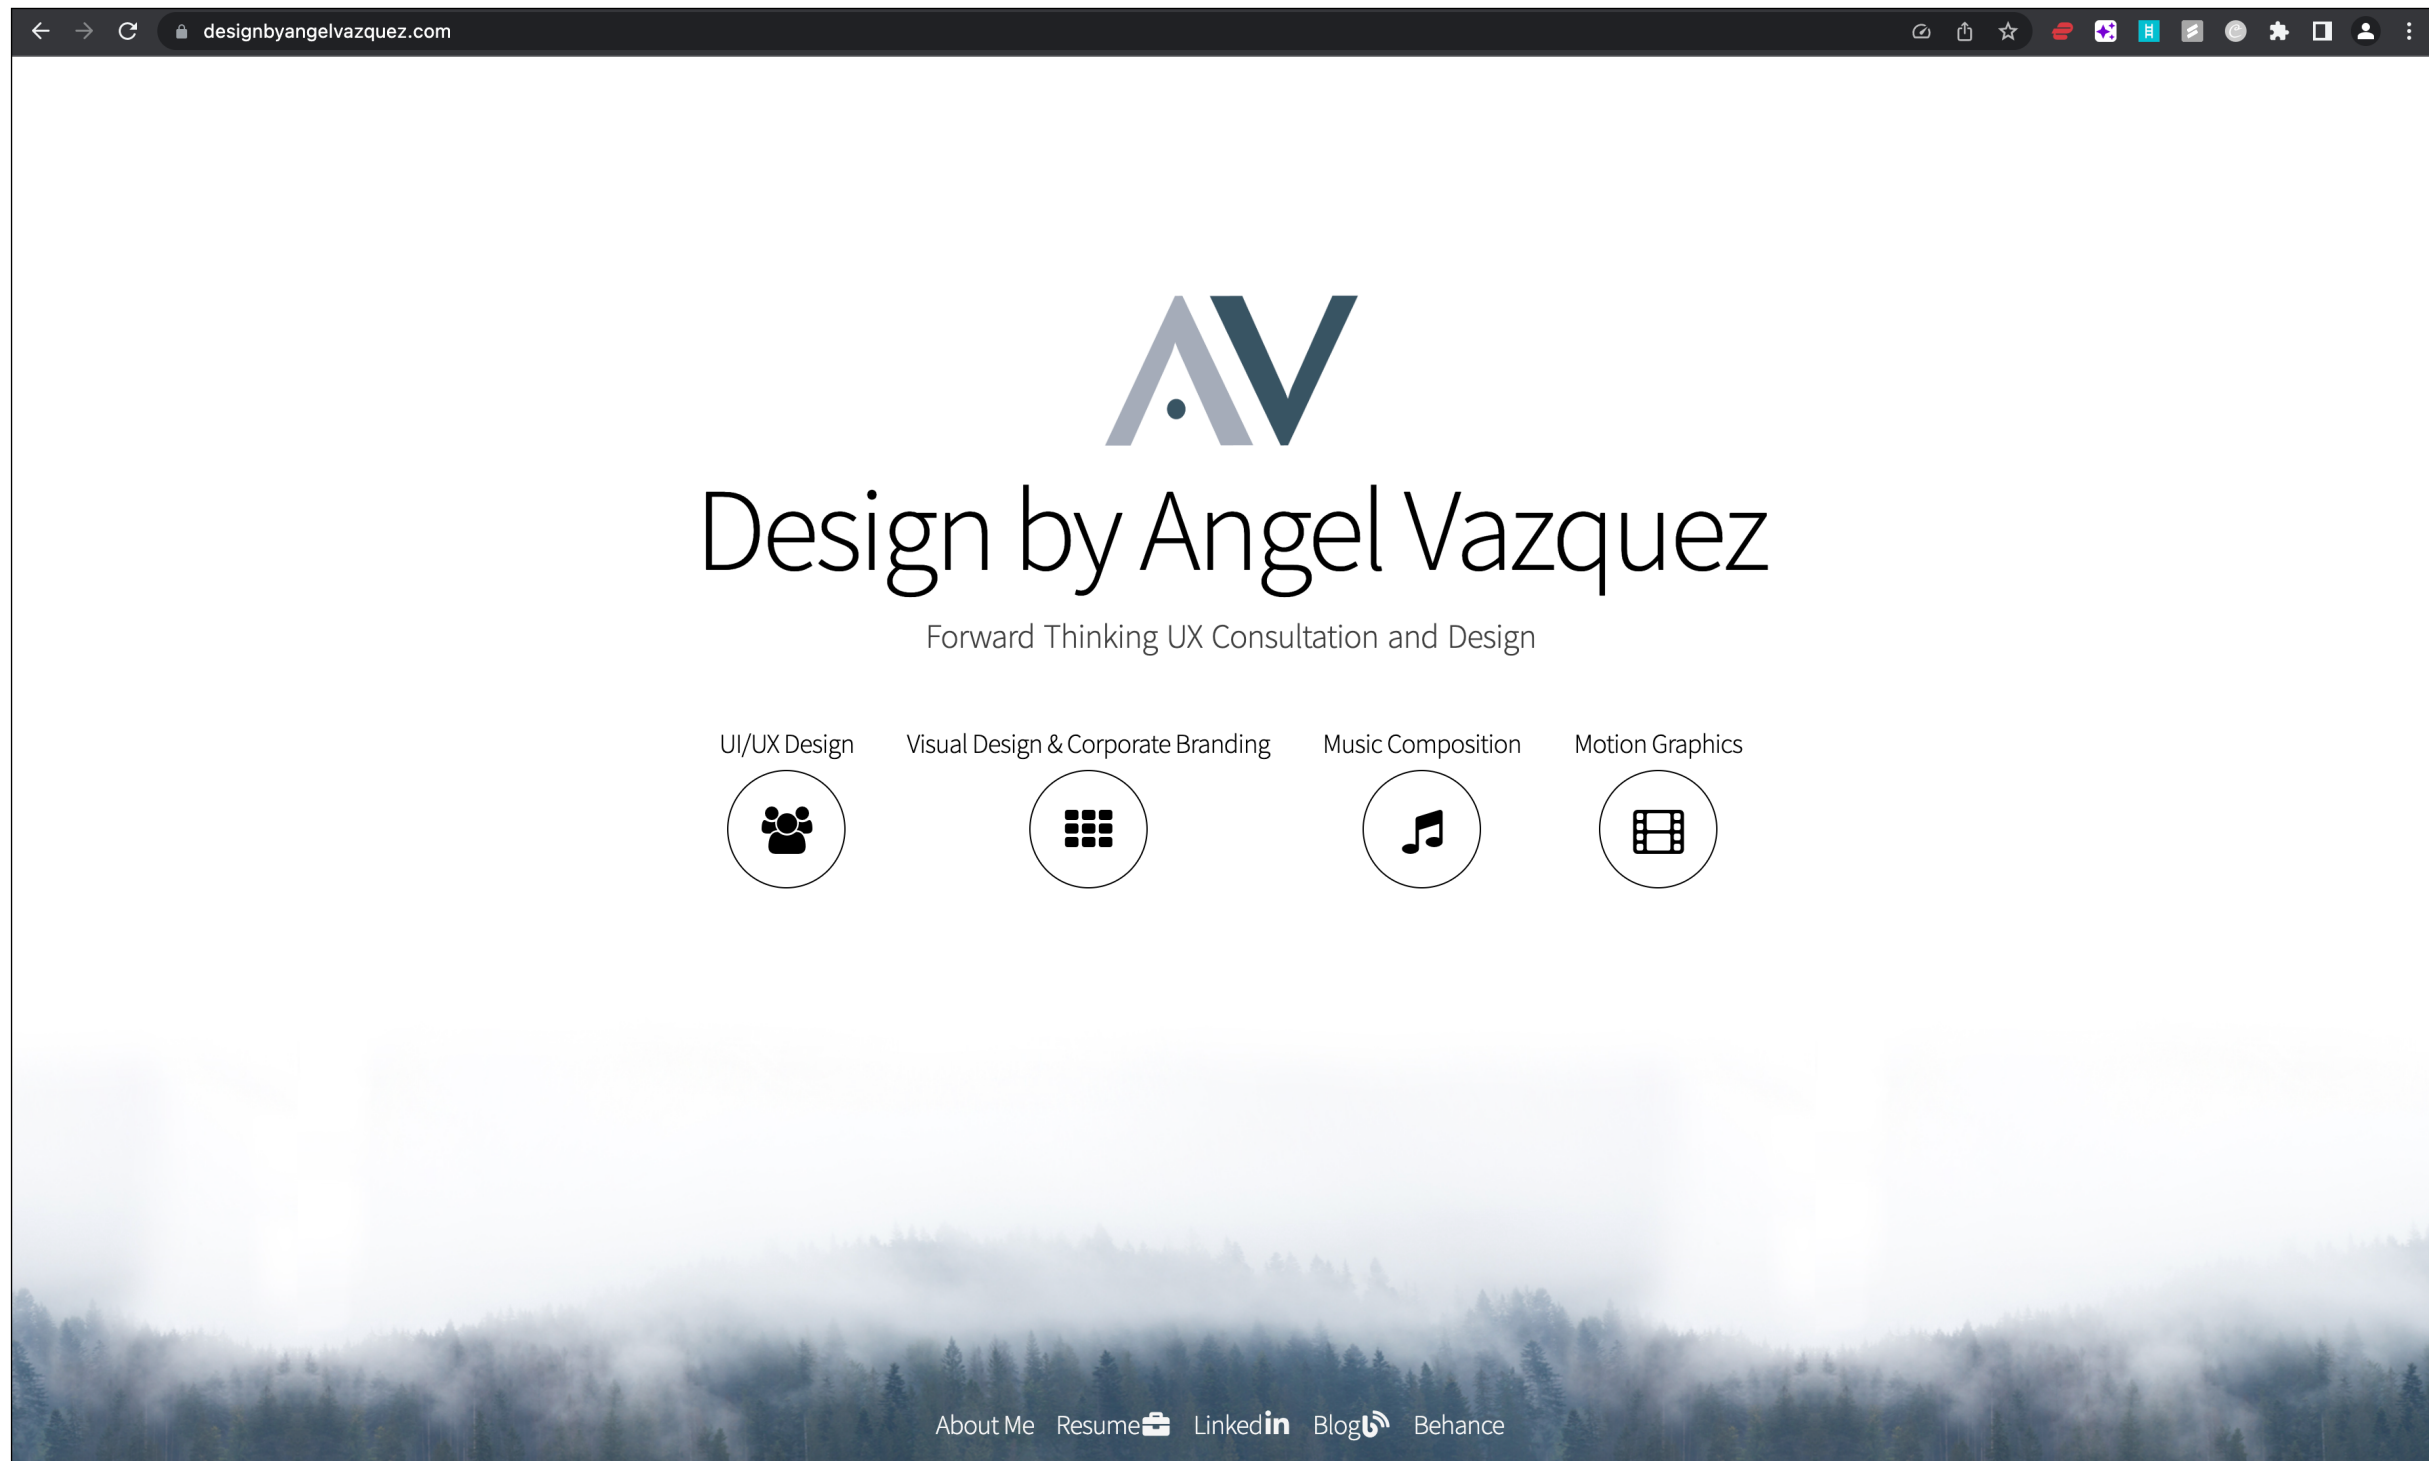 designbyangelvazquez.com
AV
Design by Angel Vazquez
Forward Thinking UX Consultation and Design
UI/UX Design Visual Design & Corporate Branding Music Composition Motion Graphics
About Me Resume Linkedin Blog Behance